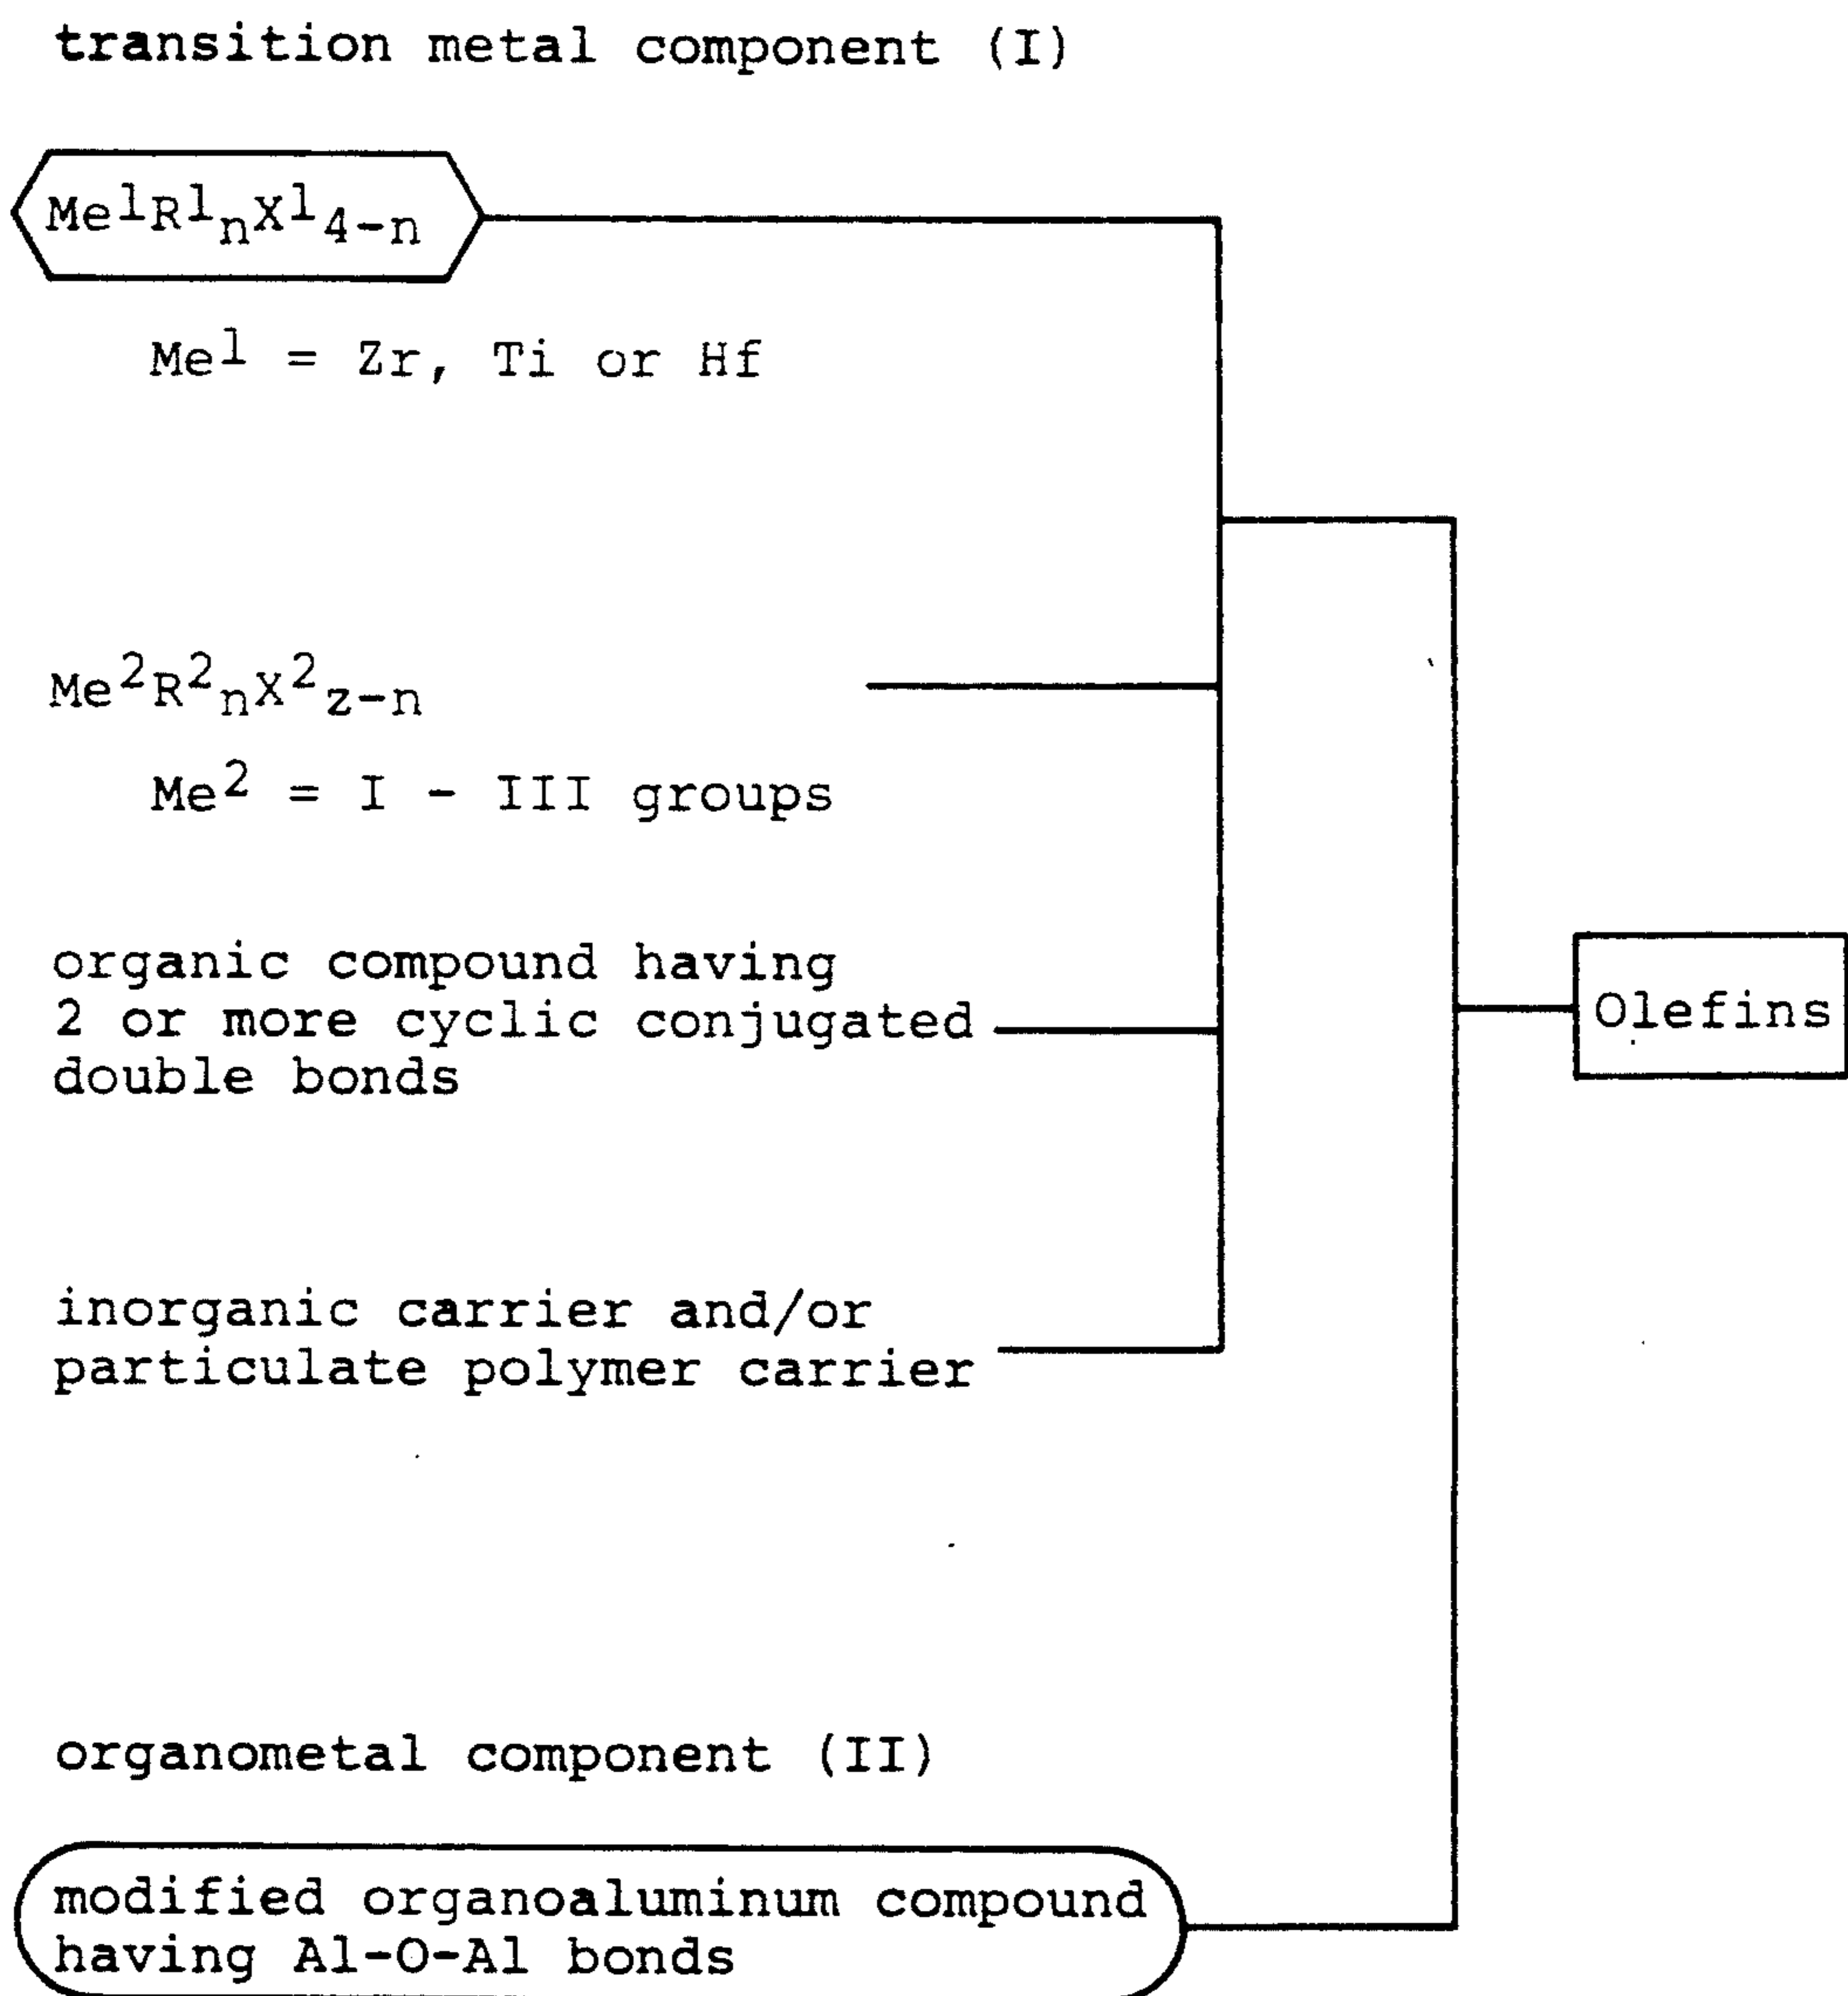 transition metal component (I)
Me¹R¹ₙX¹₄₋ₙ
Me¹ = Zr, Ti or Hf
Me²R²ₙX²z₋ₙ
Me² = I - III groups
organic compound having
2 or more cyclic conjugated
double bonds
Olefins
inorganic carrier and/or
particulate polymer carrier
organometal component (II)
modified organoaluminum compound
having Al-O-Al bonds